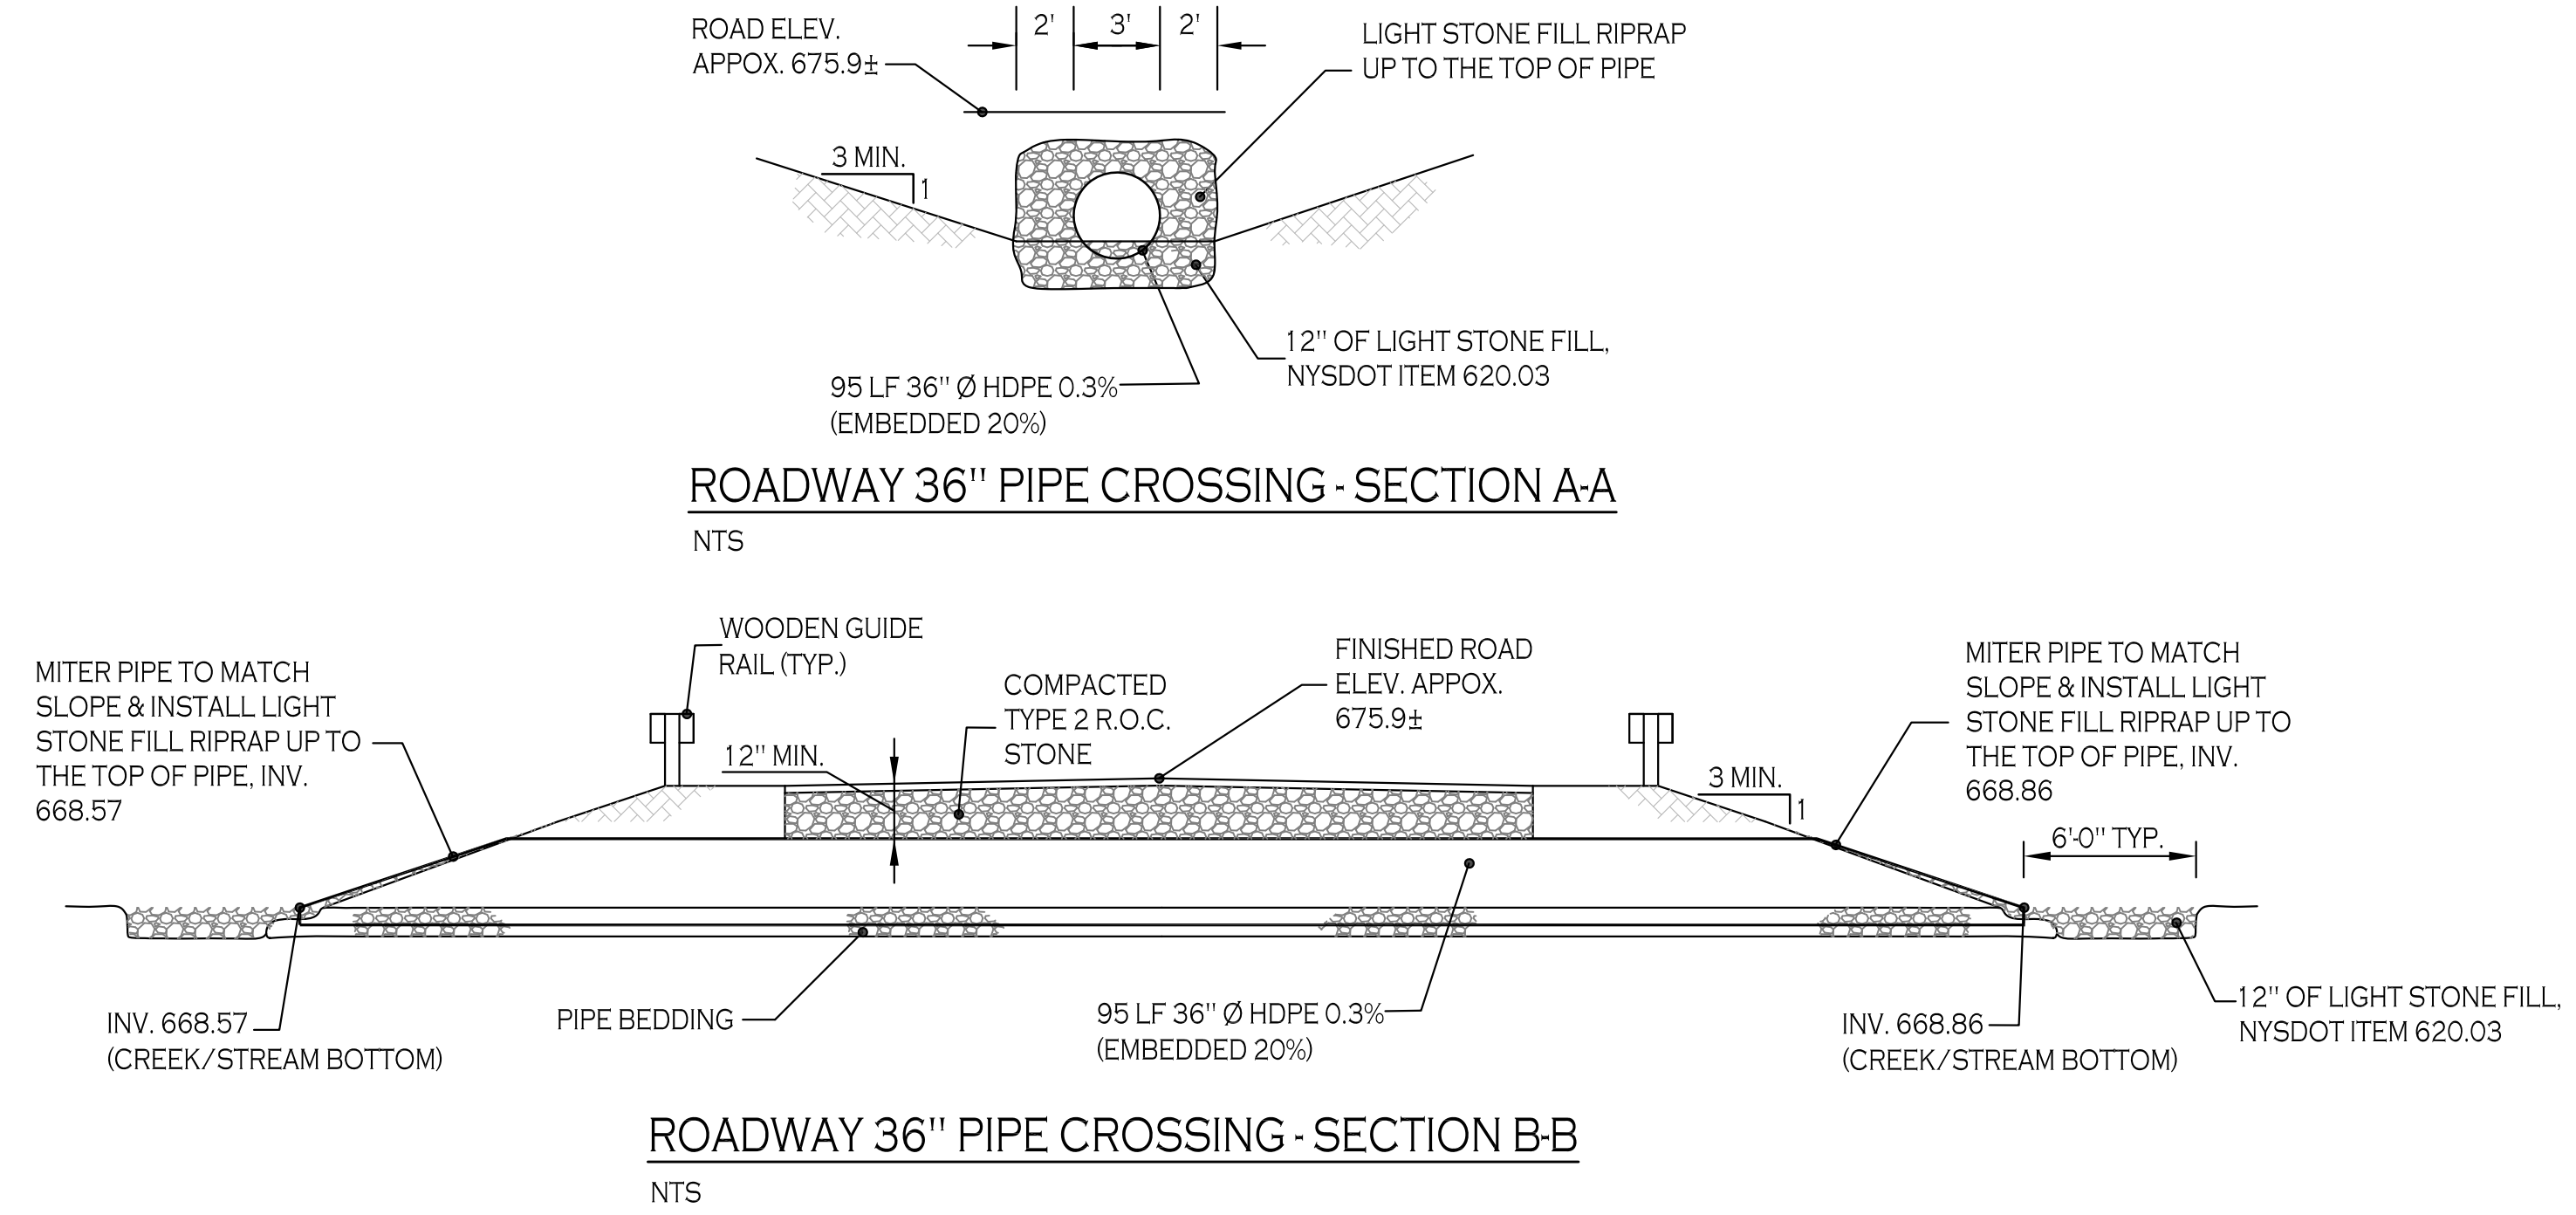 ROAD ELEV.
APPOX. 675.9±
2' 3' 2'
LIGHT STONE FILL RIPRAP
UP TO THE TOP OF PIPE
3 MIN.
1
12" OF LIGHT STONE FILL,
NYSDOT ITEM 620.03
95 LF 36" Ø HDPE 0.3%
(EMBEDDED 20%)
ROADWAY 36" PIPE CROSSING - SECTION A-A
NTS
MITER PIPE TO MATCH
SLOPE & INSTALL LIGHT
STONE FILL RIPRAP UP TO
THE TOP OF PIPE, INV.
668.57
WOODEN GUIDE
RAIL (TYP.)
12" MIN.
COMPACTED
TYPE 2 R.O.C.
STONE
FINISHED ROAD
ELEV. APPOX.
675.9±
3 MIN.
1
MITER PIPE TO MATCH
SLOPE & INSTALL LIGHT
STONE FILL RIPRAP UP TO
THE TOP OF PIPE, INV.
668.86
6'-0" TYP.
INV. 668.57
(CREEK/STREAM BOTTOM)
PIPE BEDDING
95 LF 36" Ø HDPE 0.3%
(EMBEDDED 20%)
INV. 668.86
(CREEK/STREAM BOTTOM)
12" OF LIGHT STONE FILL,
NYSDOT ITEM 620.03
ROADWAY 36" PIPE CROSSING - SECTION B-B
NTS